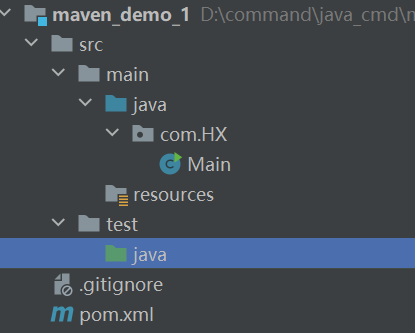 maven_demo_1 D:\command\java_cmd\m
src
main
java
com.HX
Main
resources
test
java
.gitignore
pom.xml